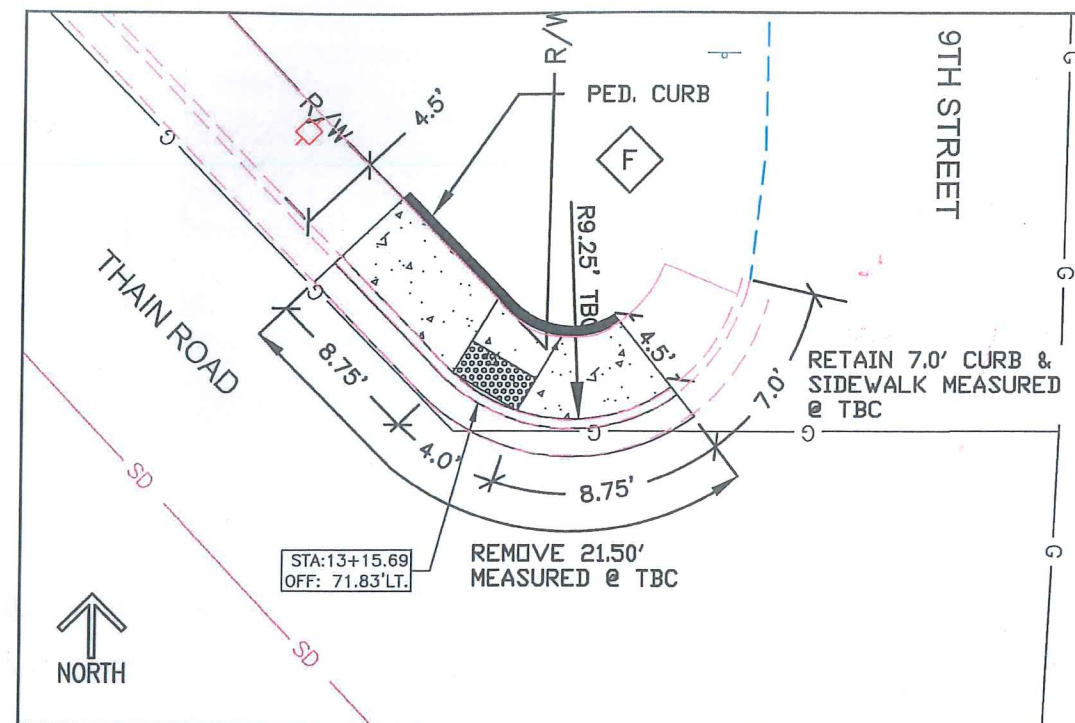 R/W
9TH STREET
G
PED. CURB
R/W
4.5'
F
G
R9.25' TBC
G
THAIN ROAD
G
8.75'
4.5'
RETAIN 7.0' CURB &
SIDEWALK MEASURED
@ TBC
7.0'
4.0'
G
G
8.75'
SD
STA:13+15.69
OFF: 71.83'LT.
REMOVE 21.50'
MEASURED @ TBC
G
NORTH
SD